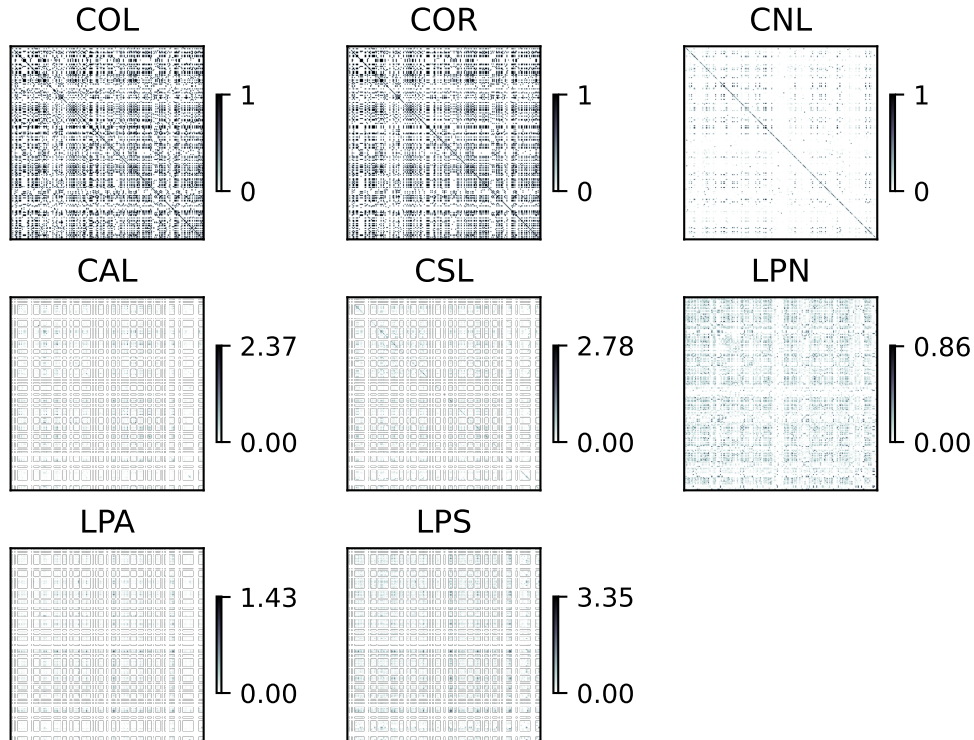 COL COR CNL
1 1 1
0 0 0
CAL CSL LPN
2.37 2.78 0.86
0.00 0.00 0.00
LPA LPS
1.43 3.35
0.00 0.00